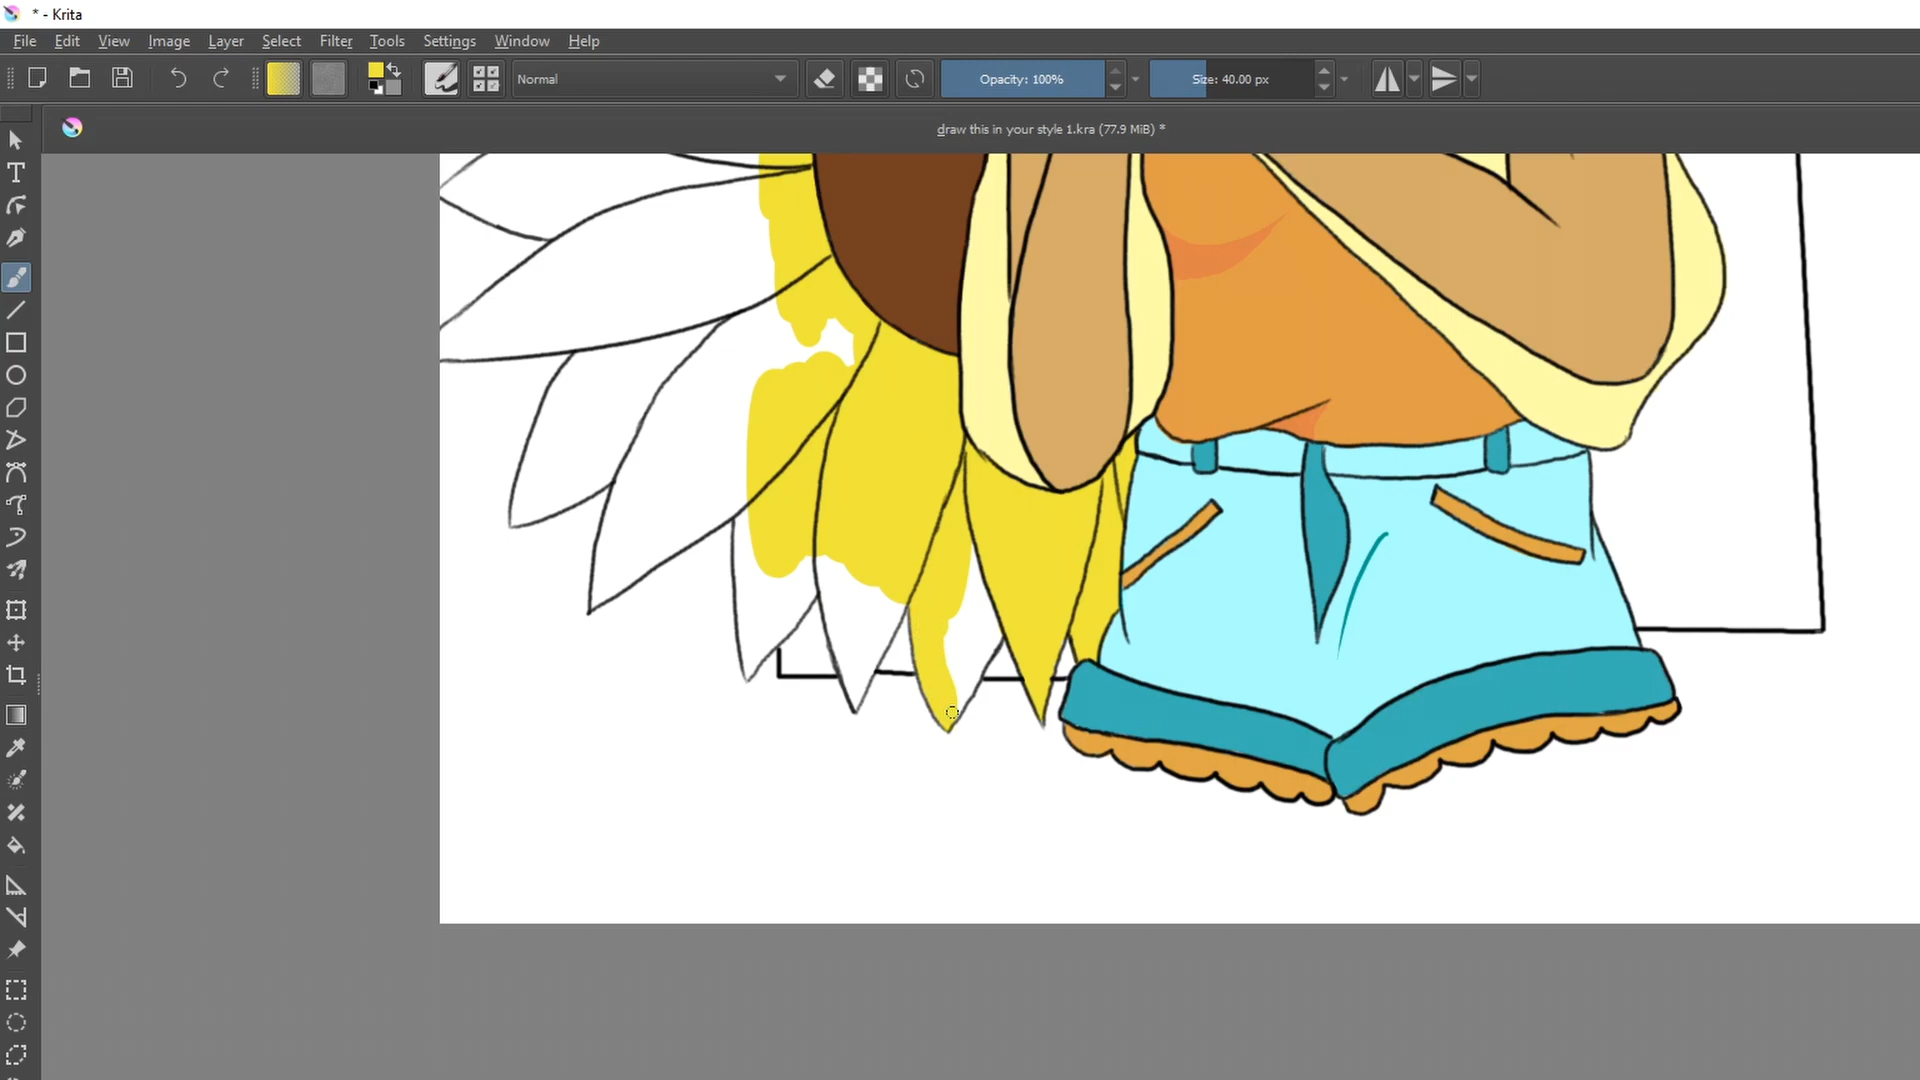 * - Krita
File Edit View Image Layer Select Filter Tools Settings Window Help
Normal Opacity: 100% Size: 40.00 px
draw this in your style 1.kra (77.9 MiB) *